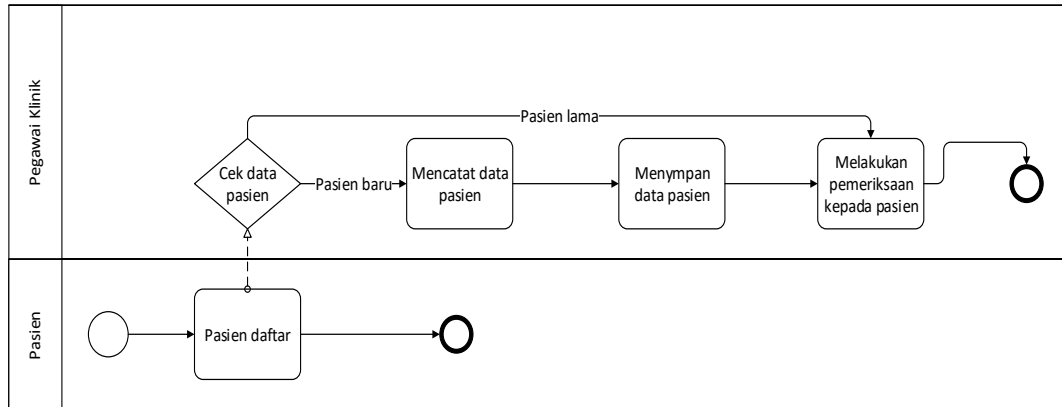 Pegawai Klinik
Pasien lama
Cek data
pasien
Pasien baru
Mencatat data
pasien
Menympan
data pasien
Melakukan
pemeriksaan
kepada pasien
Pasien
Pasien daftar